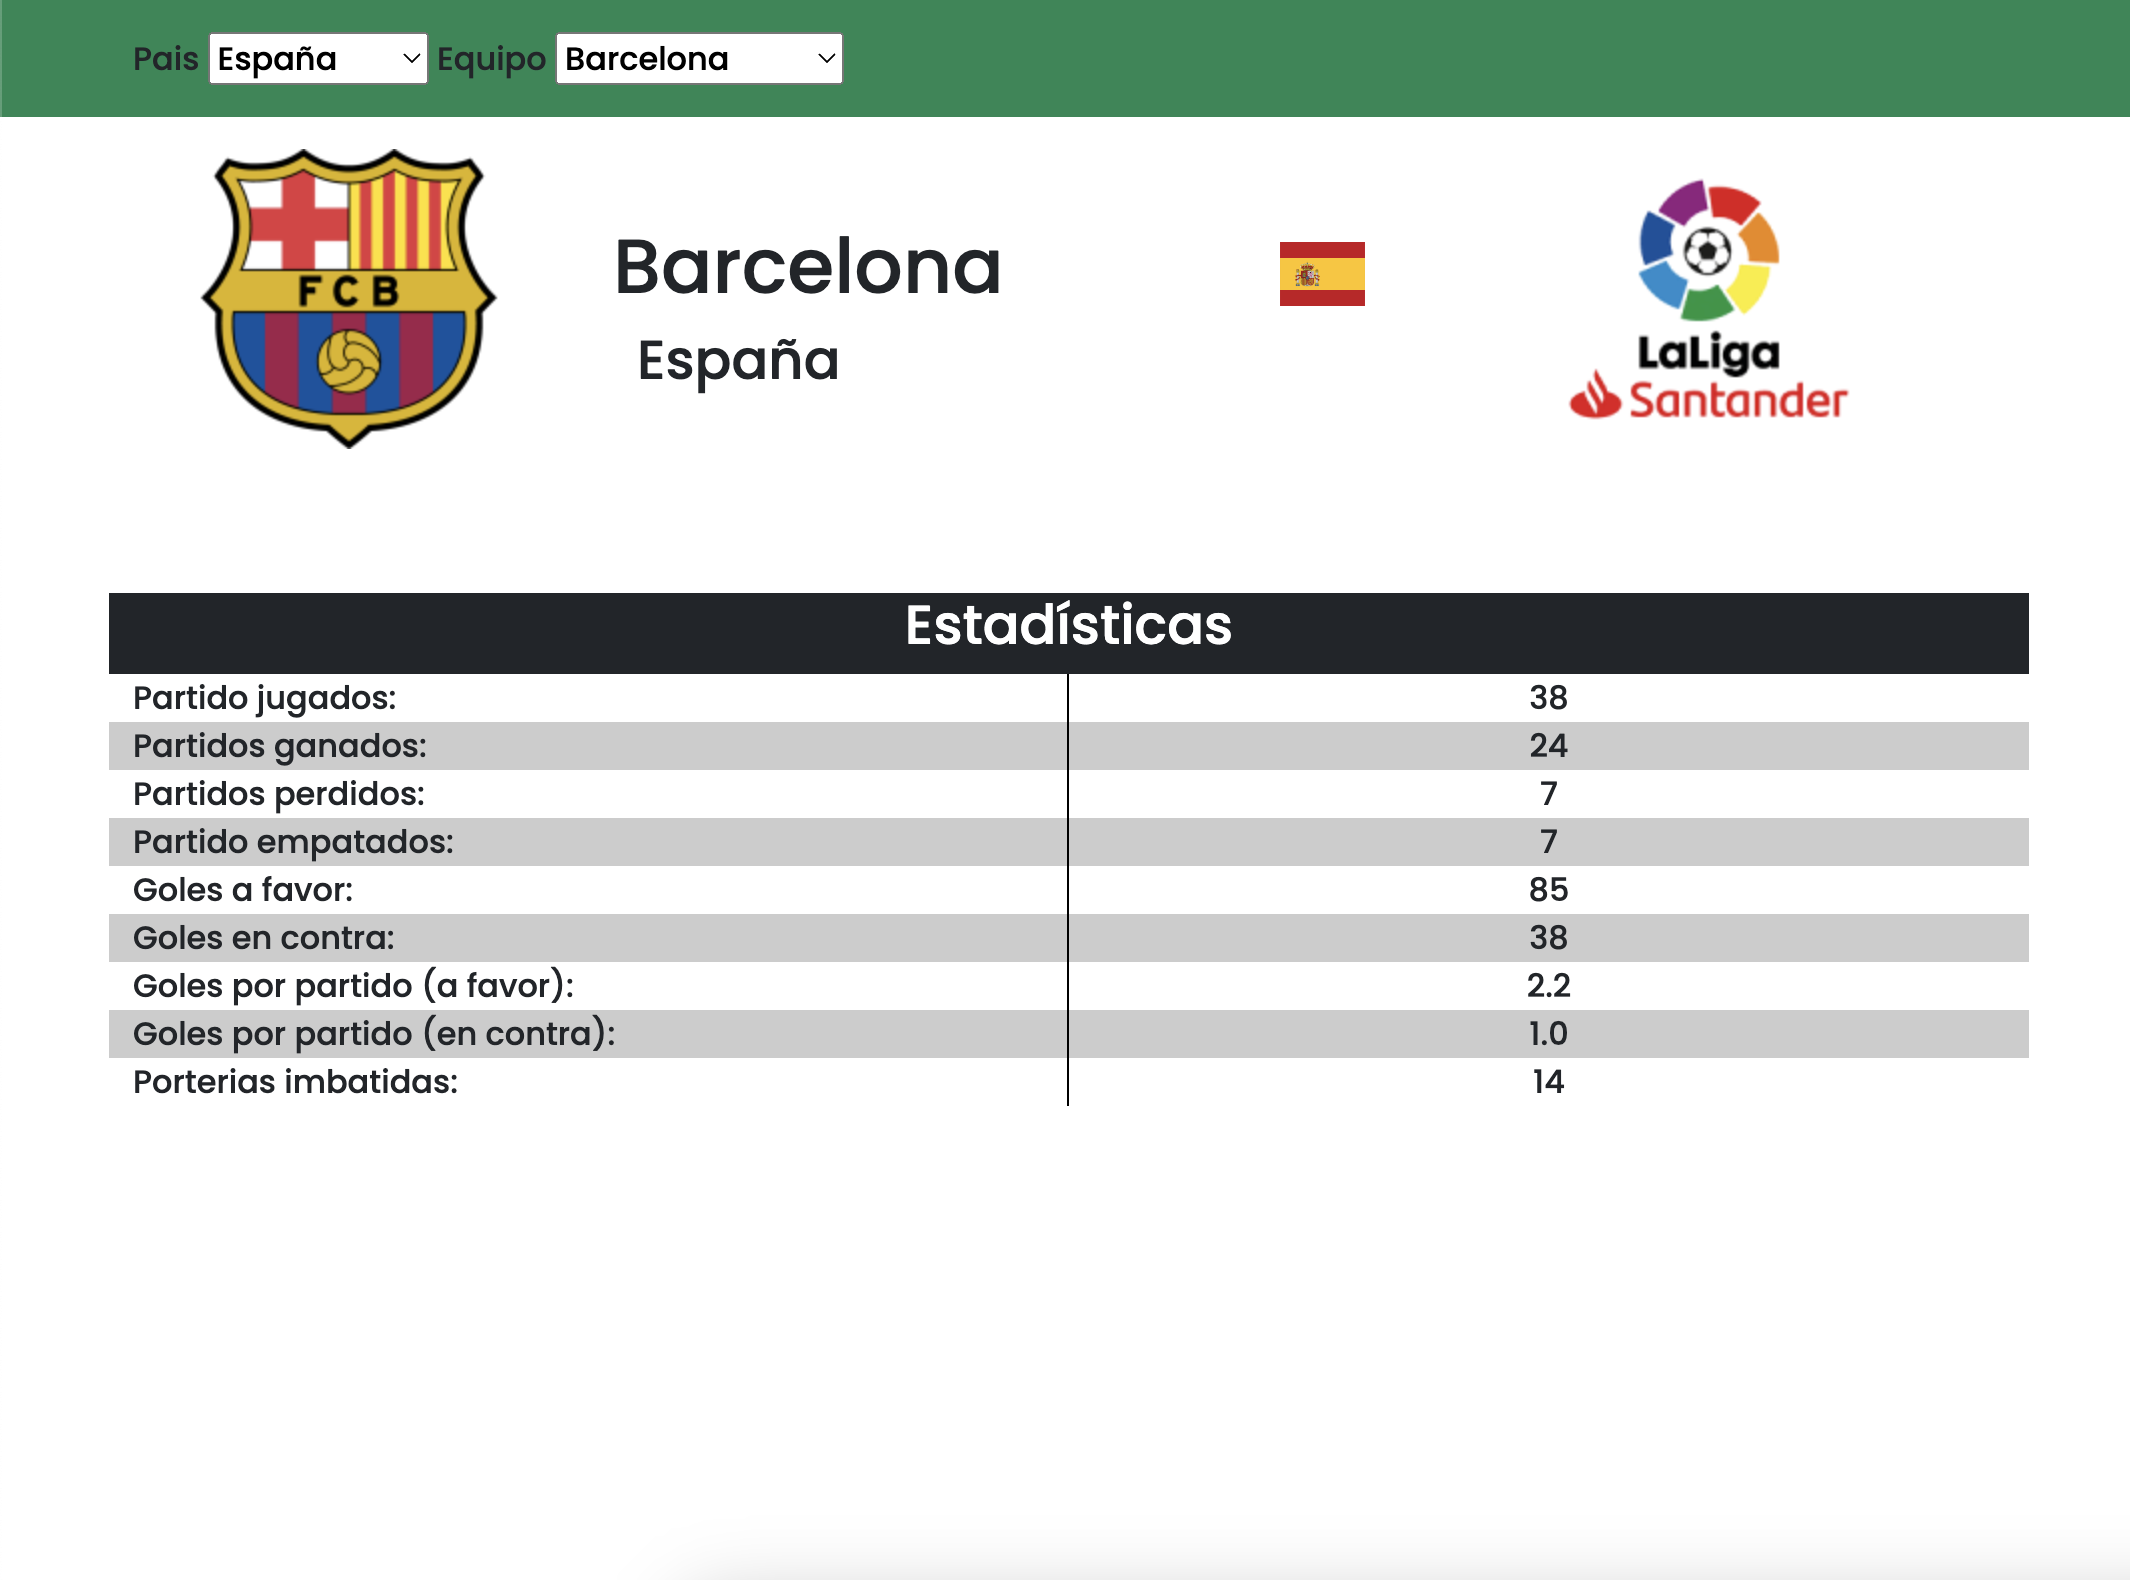 Pais España Equipo Barcelona
FCB
Barcelona
España
LaLiga
Santander
Estadísticas
Partido jugados: 38
Partidos ganados: 24
Partidos perdidos: 7
Partido empatados: 7
Goles a favor: 85
Goles en contra: 38
Goles por partido (a favor): 2.2
Goles por partido (en contra): 1.0
Porterias imbatidas: 14